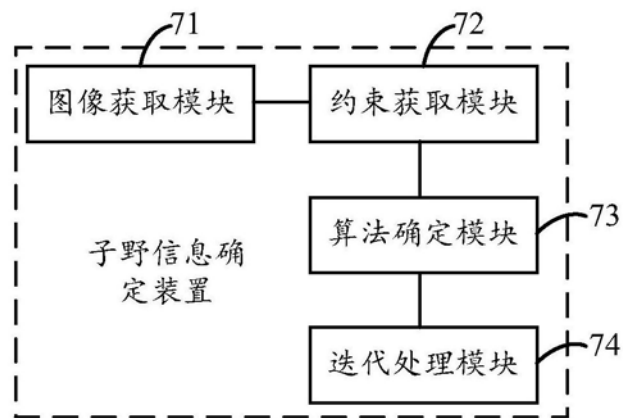 71
72
图像获取模块
约束获取模块
算法确定模块
73
子野信息确
定装置
迭代处理模块
74